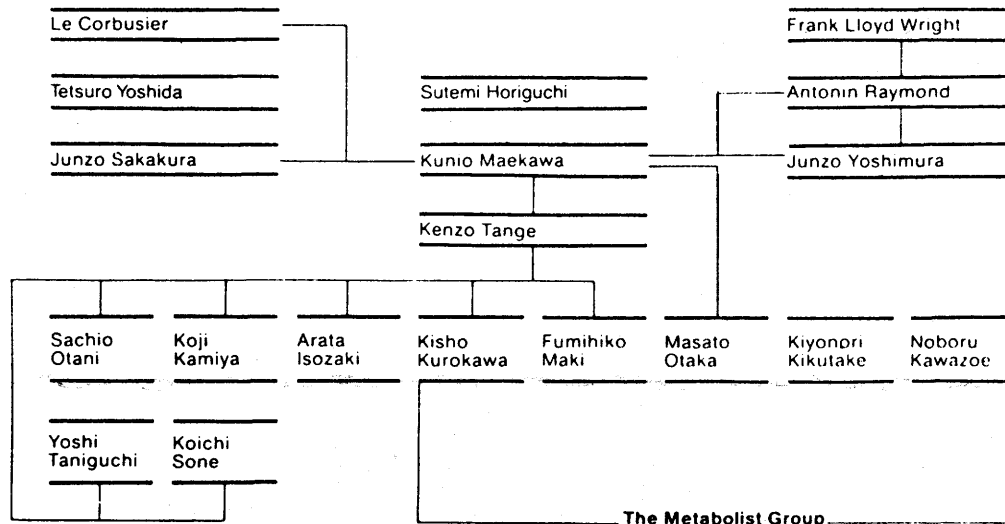 Le Corbusier
Frank Lloyd Wright
Tetsuro Yoshida
Sutemi Horiguchi
Antonin Raymond
Junzo Sakakura
Kunio Maekawa
Junzo Yoshimura
Kenzo Tange
Sachio
Otani
Koji
Kamiya
Arata
Isozaki
Kisho
Kurokawa
Fumihiko
Maki
Masato
Otaka
Kiyonori
Kikutake
Noboru
Kawazoe
Yoshi
Taniguchi
Koichi
Sone
The Metabolist Group